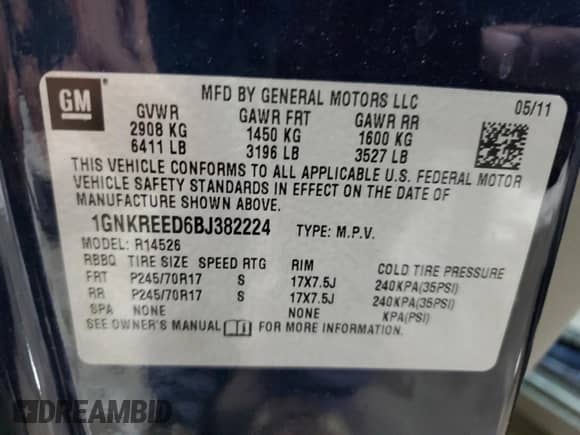 GM
MFD BY GENERAL MOTORS LLC 05/11
GVWR GAWR FRT GAWR RR
2908 KG 1450 KG 1600 KG
6411 LB 3196 LB 3527 LB
THIS VEHICLE CONFORMS TO ALL APPLICABLE U.S. FEDERAL MOTOR
VEHICLE SAFETY STANDARDS IN EFFECT ON THE DATE OF
MANUFACTURE SHOWN ABOVE.
1GNKREED6BJ382224 TYPE: M.P.V.
MODEL: R14526
RBBQ TIRE SIZE SPEED RTG RIM COLD TIRE PRESSURE
FRT P245/70R17 S 17X7.5J 240KPA(35PSI)
RR P245/70R17 S 17X7.5J 240KPA(35PSI)
SPA NONE NONE KPA(PSI)
SEE OWNER'S MANUAL FOR MORE INFORMATION.
DREAMBID